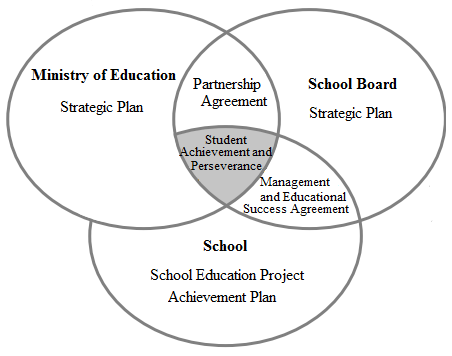 Ministry of Education
Strategic Plan
Partnership
Agreement
School Board
Strategic Plan
Student
Achievement and
Perseverance
Management
and Educational
Success Agreement
School
School Education Project
Achievement Plan